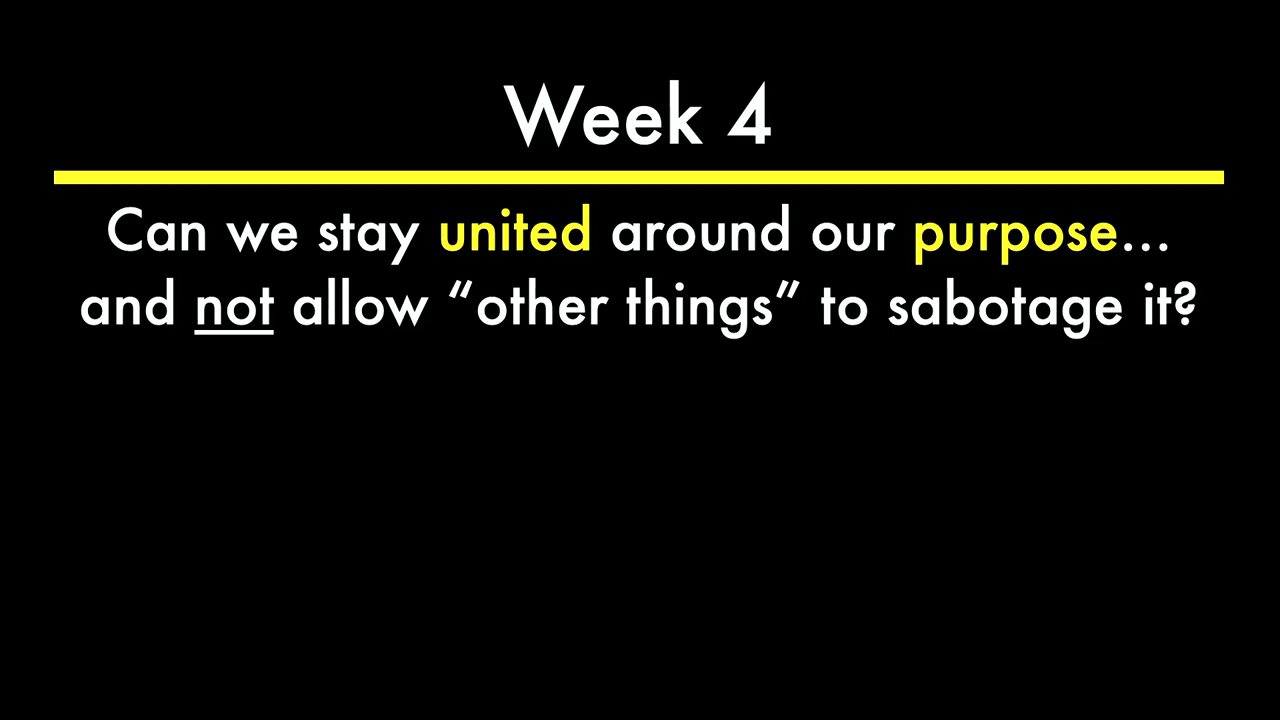 Week 4
Can we stay united around our purpose...
and not allow “other things” to sabotage it?